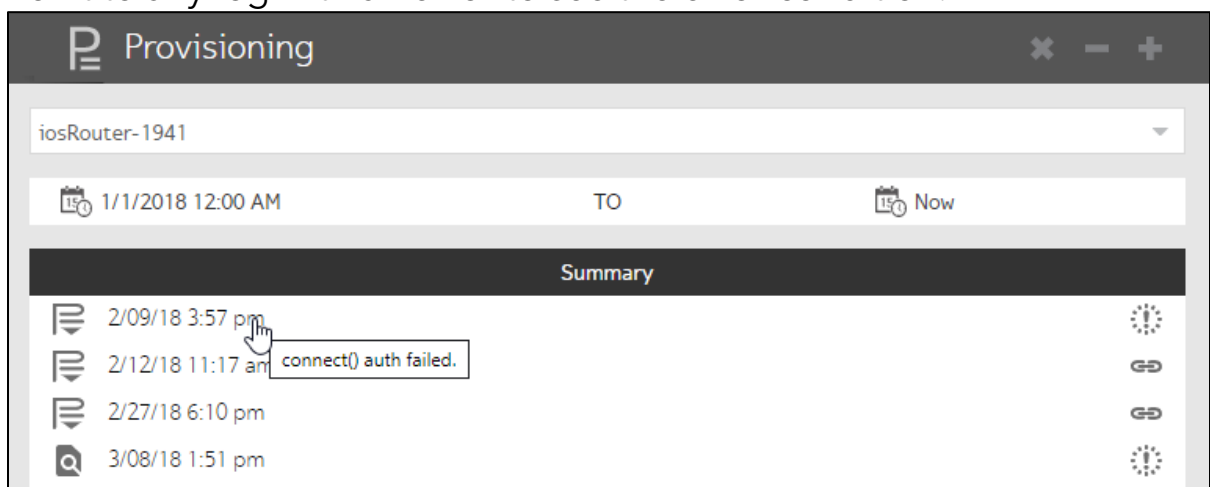 Provisioning
iosRouter-1941
1/1/2018 12:00 AM TO Now
Summary
2/09/18 3:57 pm
connect() auth failed.
2/12/18 11:17 am
2/27/18 6:10 pm
3/08/18 1:51 pm